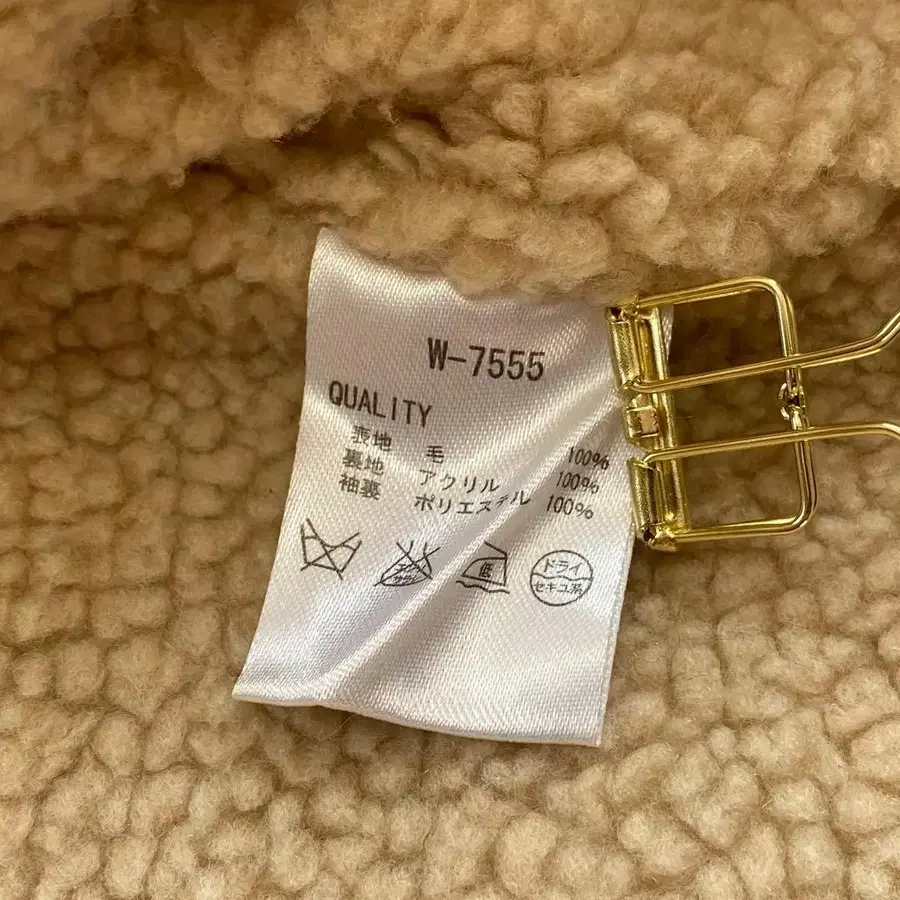 W-7555
QUALITY
表地 毛 100%
裏地 アクリル 100%
袖裏 ポリエステル 100%
低
ドライ
セキユ系